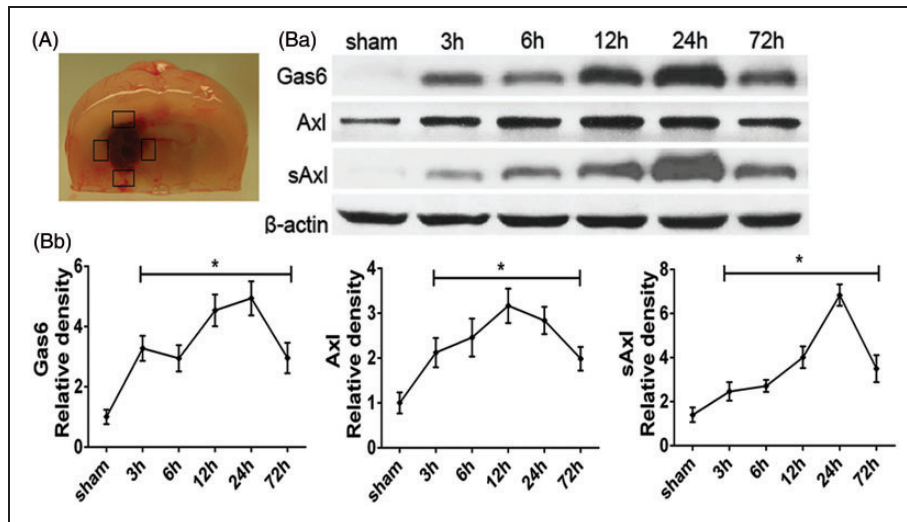 (A)
(Ba)
sham 3h 6h 12h 24h 72h
Gas6
Axl
sAxl
β-actin
(Bb)
Gas6
Relative density
6
4
2
0
*
sham 3h 6h 12h 24h 72h
Axl
Relative density
4
3
2
1
0
*
sham 3h 6h 12h 24h 72h
sAxl
Relative density
8
6
4
2
0
*
sham 3h 6h 12h 24h 72h